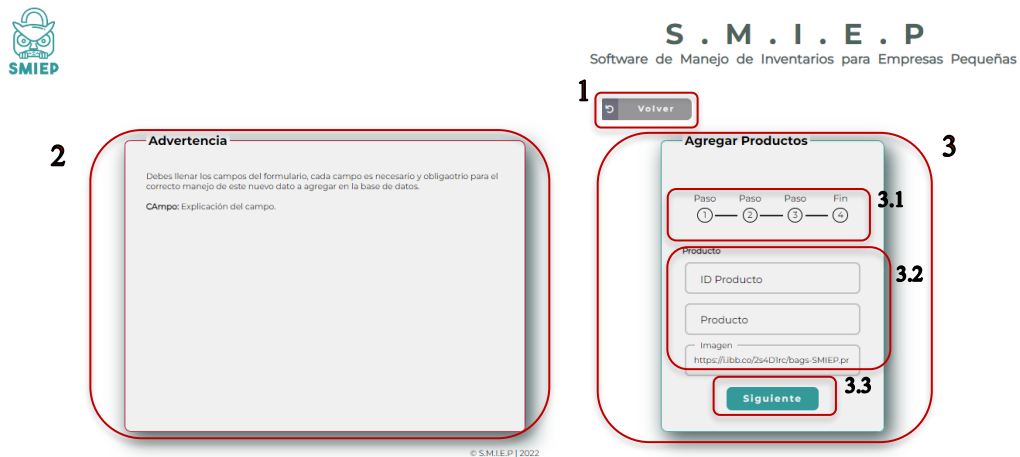 SMIEP
S . M . I . E . P
Software de Manejo de Inventarios para Empresas Pequeñas
1
Volver
2
Advertencia
Debes llenar los campos del formulario, cada campo es necesario y obligaotrio para el
correcto manejo de este nuevo dato a agregar en la base de datos.
CAmpo: Explicación del campo.
3
Agregar Productos
3.1
Paso Paso Paso Fin
1 2 3 4
3.2
Producto
ID Producto
Producto
Imagen
https://i.ibb.co/2s4D1rc/bags-SMIEP.pr
3.3
Siguiente
© S.M.I.E.P | 2022